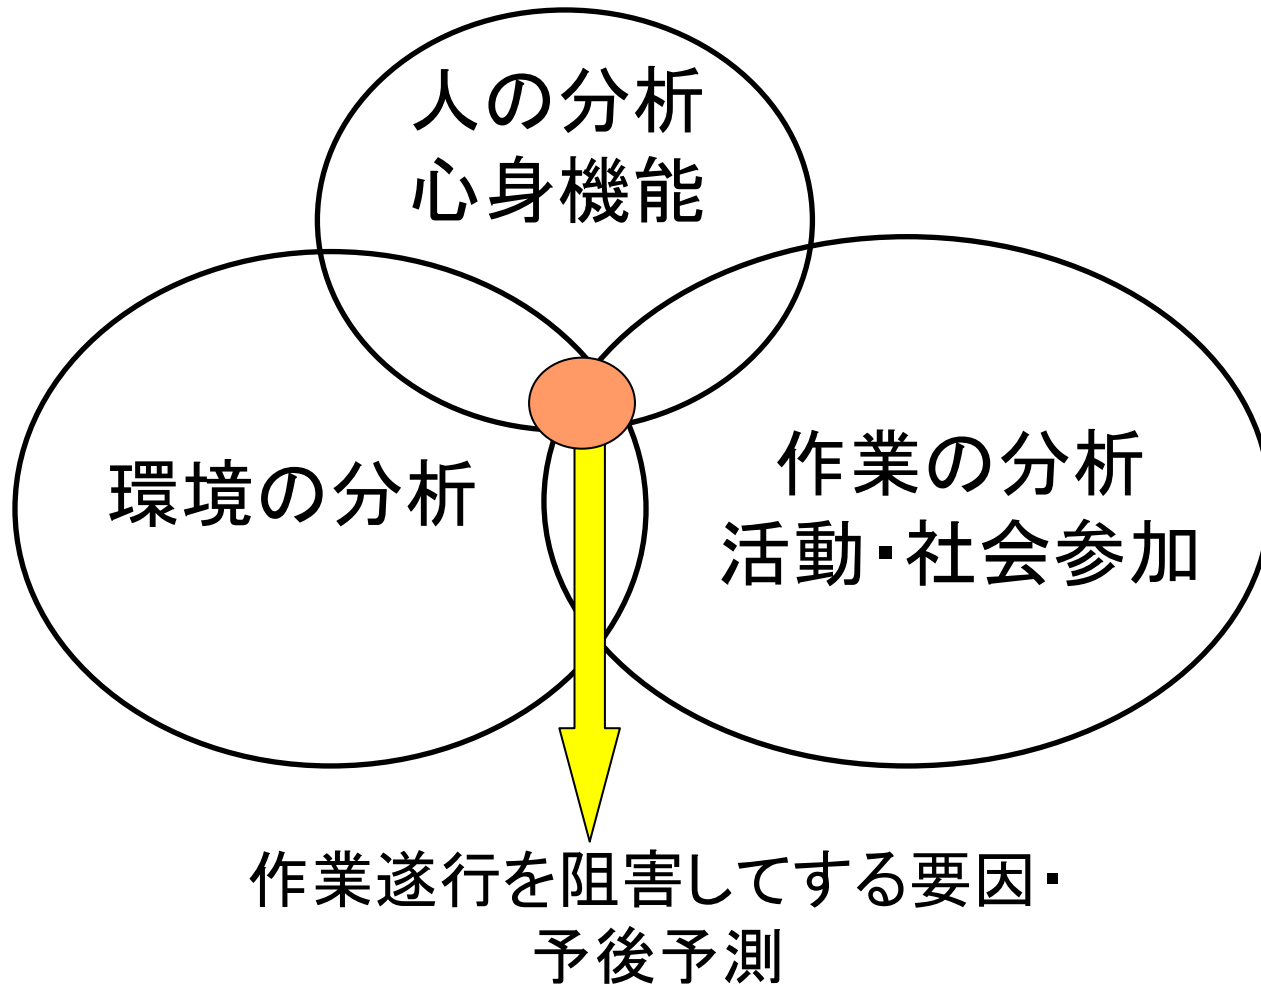 人の分析
心身機能
環境の分析
作業の分析
活動・社会参加
作業遂行を阻害してする要因・
予後予測